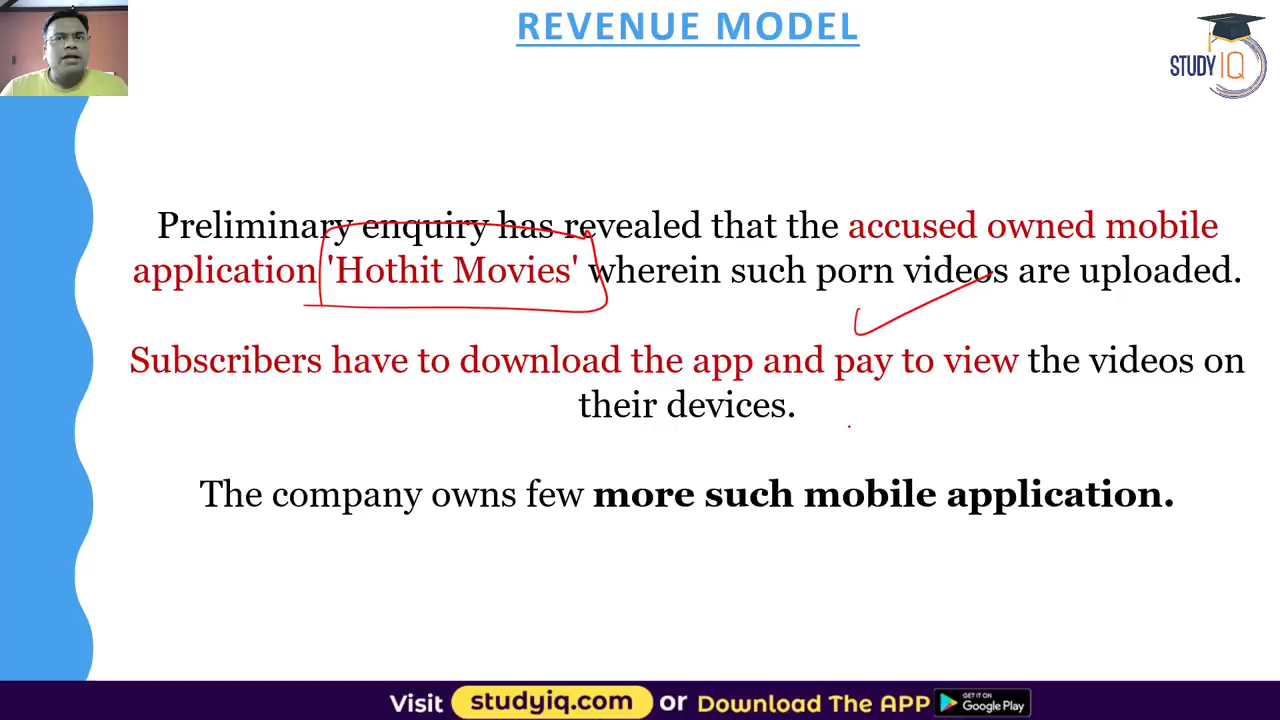 REVENUE MODEL
STUDY IQ
Preliminary enquiry has revealed that the accused owned mobile
application 'Hothit Movies' wherein such porn videos are uploaded.
Subscribers have to download the app and pay to view the videos on
their devices.
The company owns few more such mobile application.
Visit studyiq.com or Download The APP GET IT ON Google Play